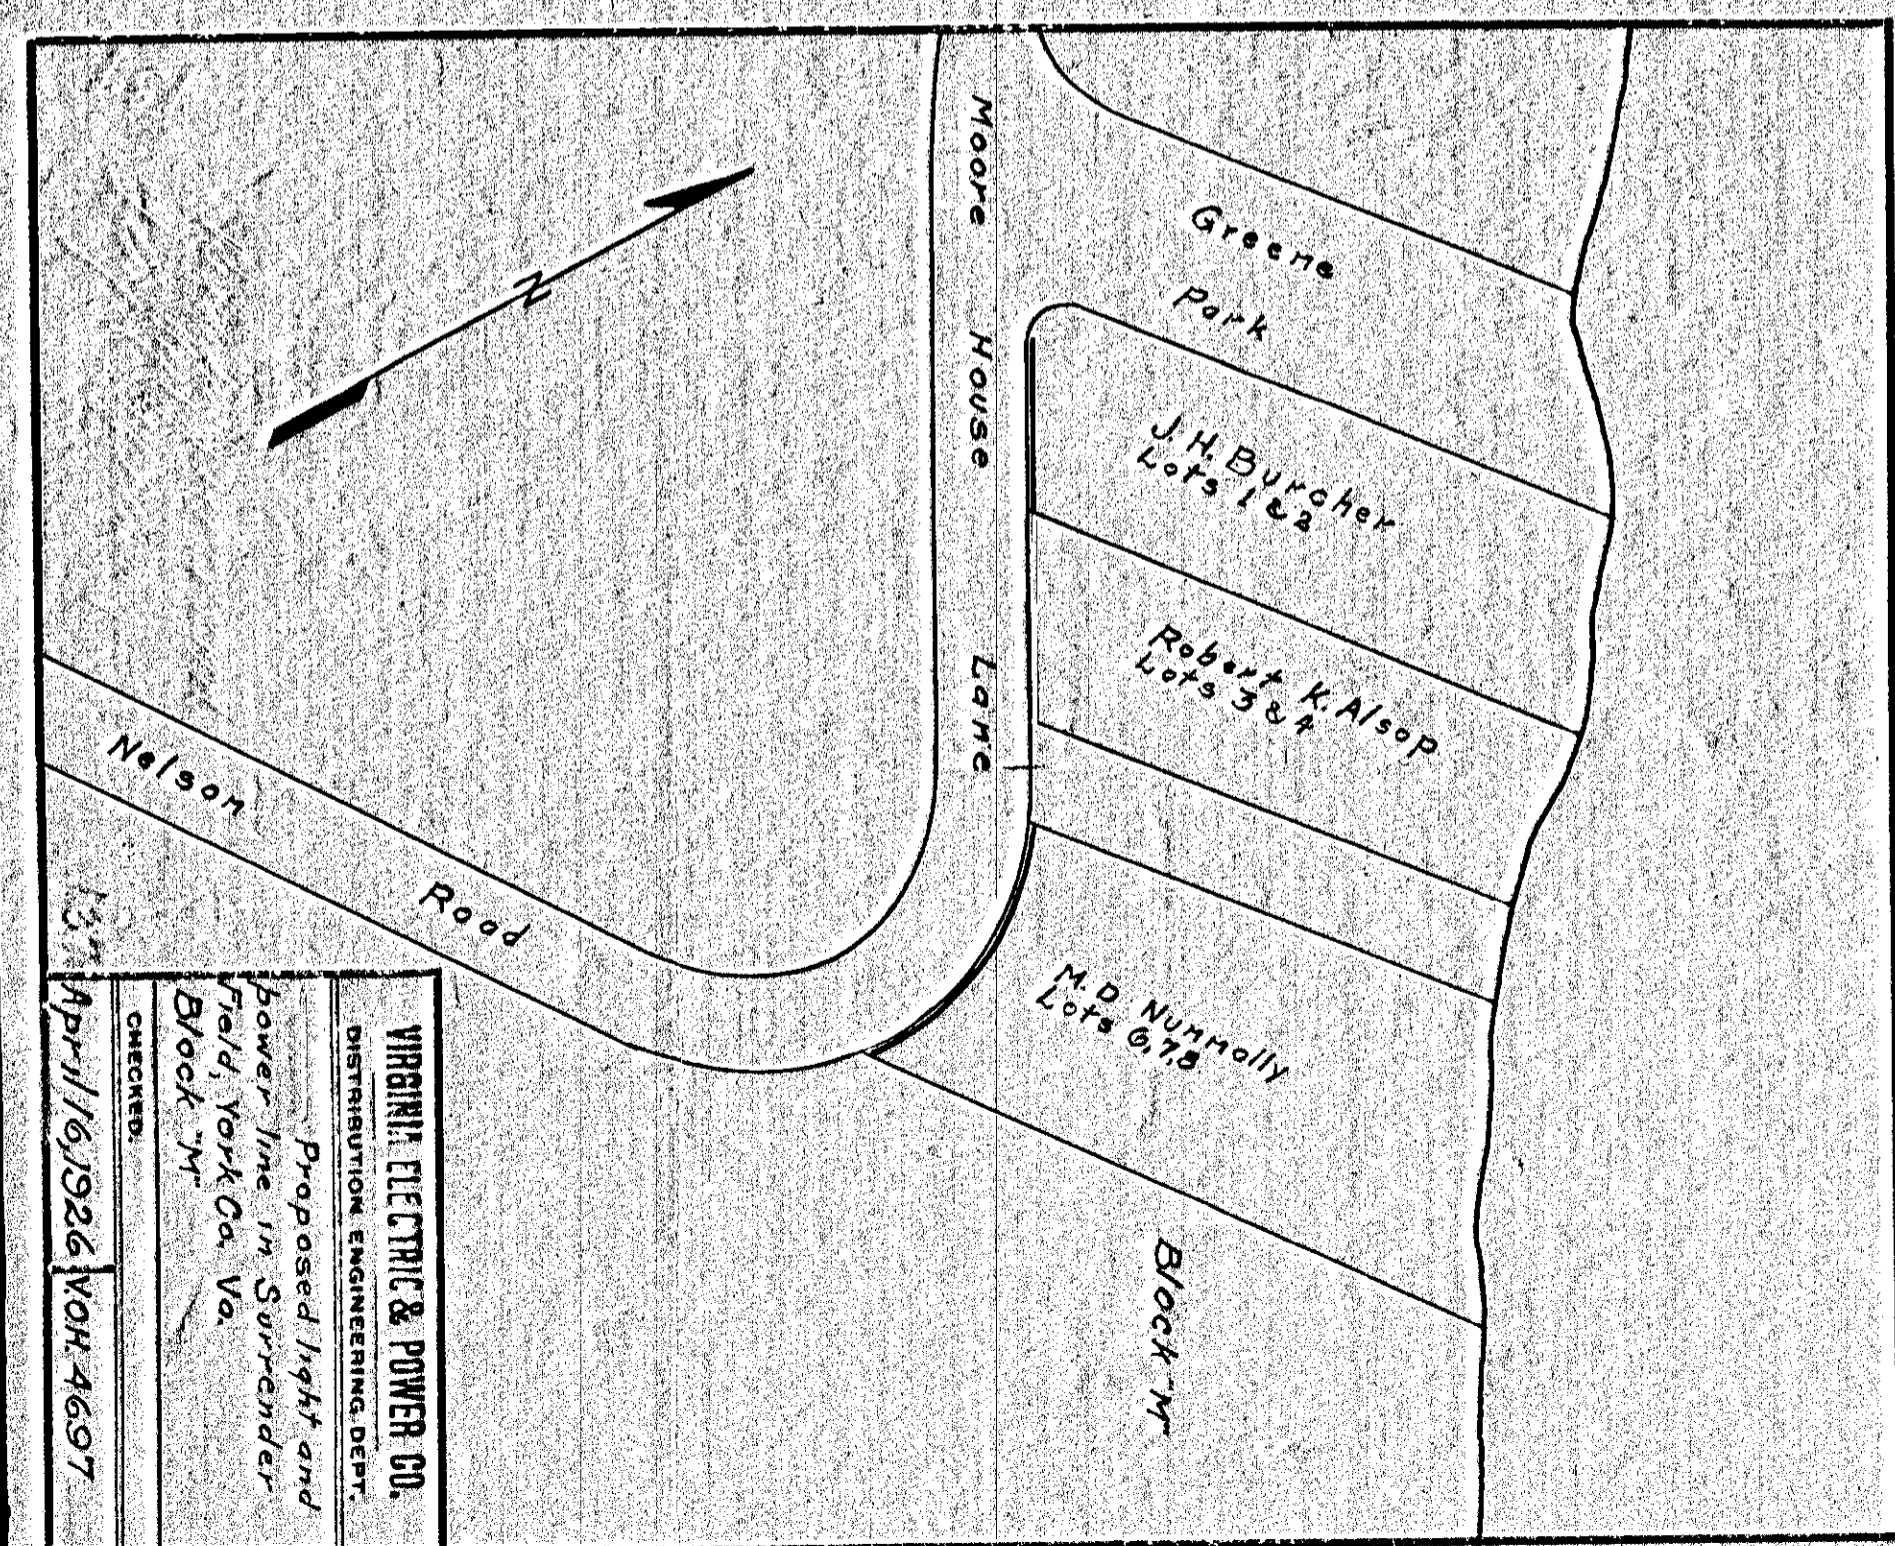 Moore House Lane
Greene
Park
J. H. Burcher
Lots 1 & 2
Robert K. Alsop
Lots 3 & 4
M. D. Nunnally
Lots 6, 7, 8
Block "M"
Nelson Road
N
VIRGINIA ELECTRIC & POWER CO.
DISTRIBUTION ENGINEERING DEPT.
Proposed light and
power line in Surrender
Field, York Co. Va.
Block "M"
CHECKED:
April 16, 1926 V.O.H. 4697